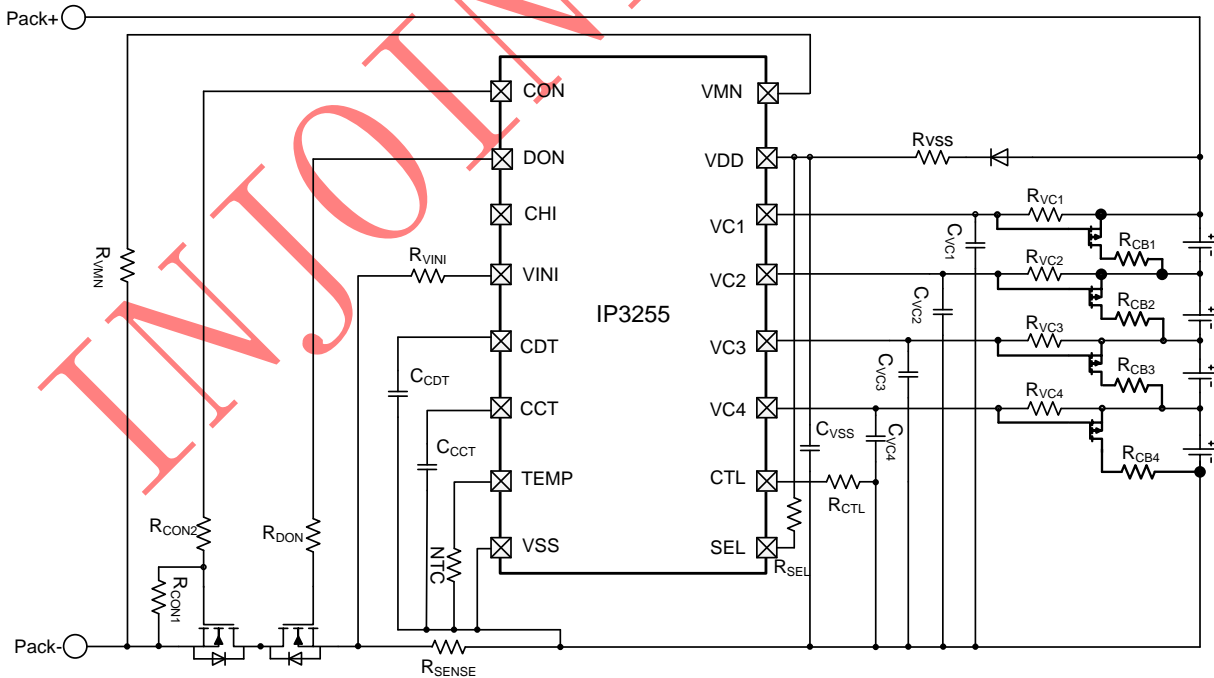 Pack+
CON
DON
CHI
VINI
CDT
CCT
TEMP
VSS
IP3255
VMN
VDD
VC1
VC2
VC3
VC4
CTL
SEL
RVMN
RVINI
CCDT
CCCT
NTC
RCON2
RDON
RCON1
RSENSE
Pack-
Rvss
RVC1
RCB1
CVC1
RVC2
RCB2
CVC2
RVC3
RCB3
CVC3
RVC4
RCB4
CVC4
CVSS
RCTL
RSEL
+
-
+
-
+
-
+
-
INJOIN